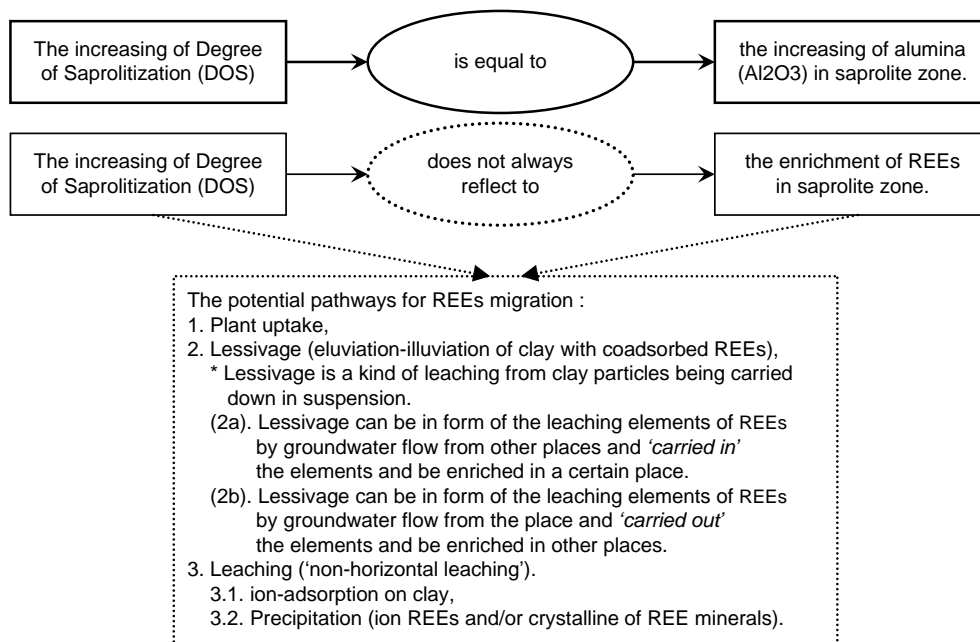 The increasing of Degree
of Saprolitization (DOS)
is equal to
the increasing of alumina
(Al2O3) in saprolite zone.
The increasing of Degree
of Saprolitization (DOS)
does not always
reflect to
the enrichment of REEs
in saprolite zone.
The potential pathways for REEs migration :
1. Plant uptake,
2. Lessivage (eluviation-illuviation of clay with coadsorbed REEs),
* Lessivage is a kind of leaching from clay particles being carried
down in suspension.
(2a). Lessivage can be in form of the leaching elements of REEs
by groundwater flow from other places and ‘carried in’
the elements and be enriched in a certain place.
(2b). Lessivage can be in form of the leaching elements of REEs
by groundwater flow from the place and ‘carried out’
the elements and be enriched in other places.
3. Leaching (‘non-horizontal leaching’).
3.1. ion-adsorption on clay,
3.2. Precipitation (ion REEs and/or crystalline of REE minerals).